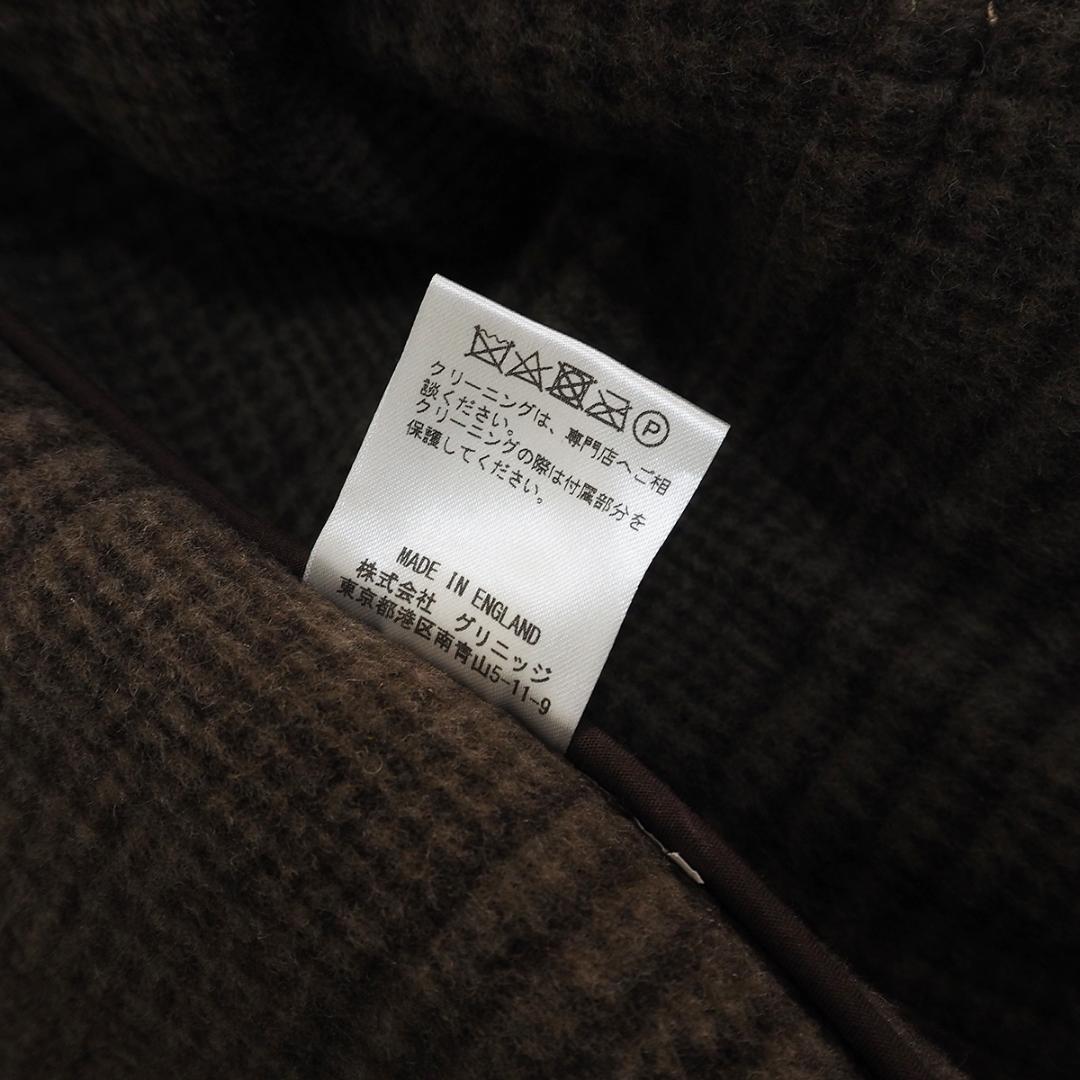 P
クリーニングは、専門店へご相
談ください。
クリーニングの際は付属部分を
保護してください。
MADE IN ENGLAND
株式会社 グリニッジ
東京都港区南青山5-11-9